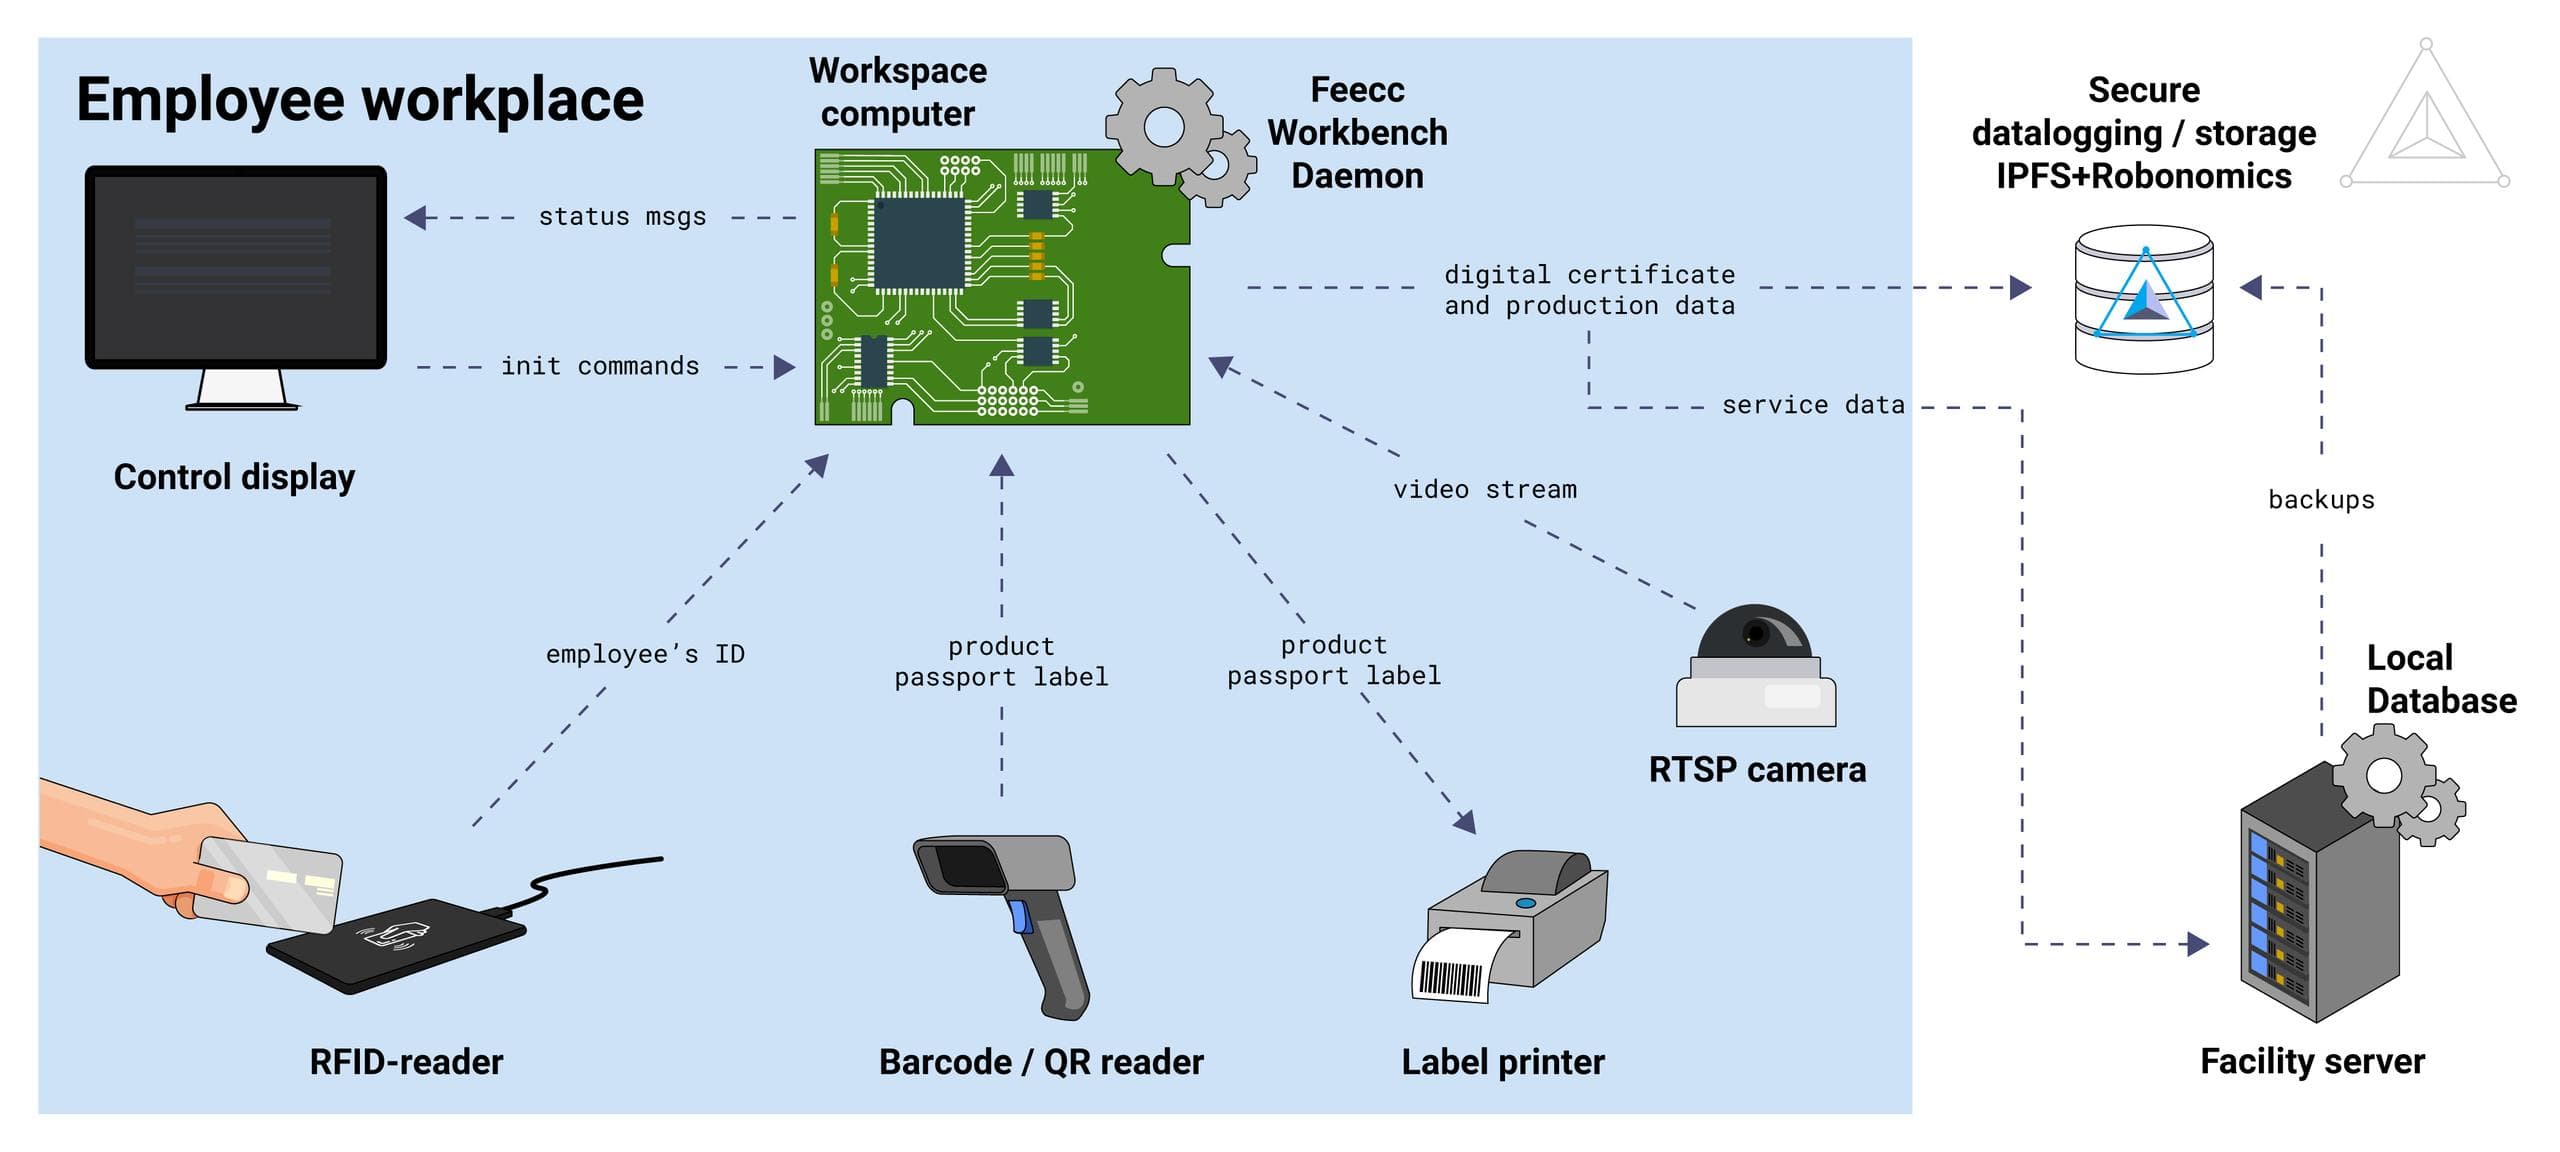 Employee workplace
Workspace
computer
Feecc
Workbench
Daemon
Secure
datalogging / storage
IPFS+Robonomics
status msgs
digital certificate
and production data
init commands
service data
Control display
video stream
backups
employee’s ID
product
passport label
product
passport label
Local
Database
RTSP camera
RFID-reader
Barcode / QR reader
Label printer
Facility server